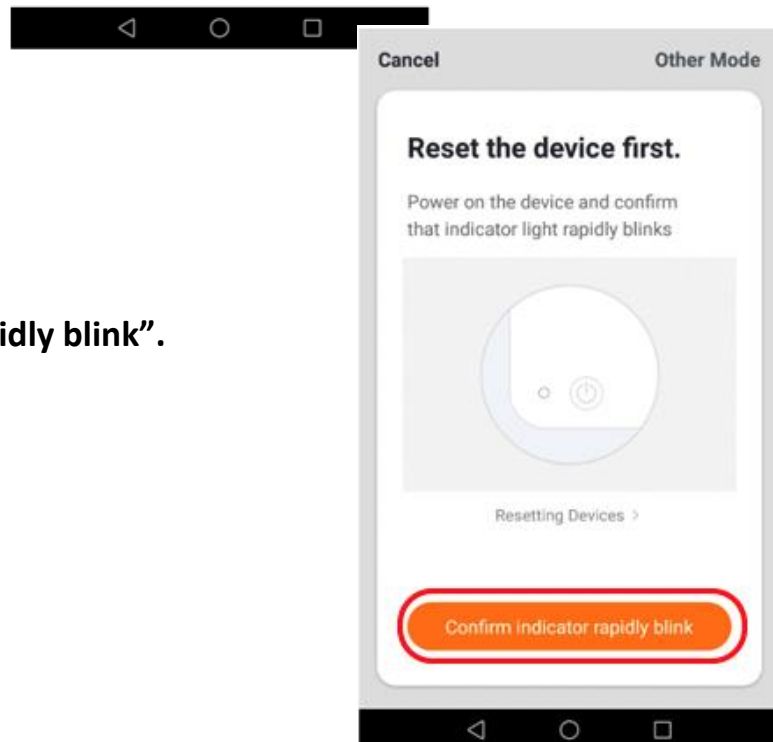 Cancel Other Mode
Reset the device first.
Power on the device and confirm
that indicator light rapidly blinks
idly blink”.
Resetting Devices >
Confirm indicator rapidly blink